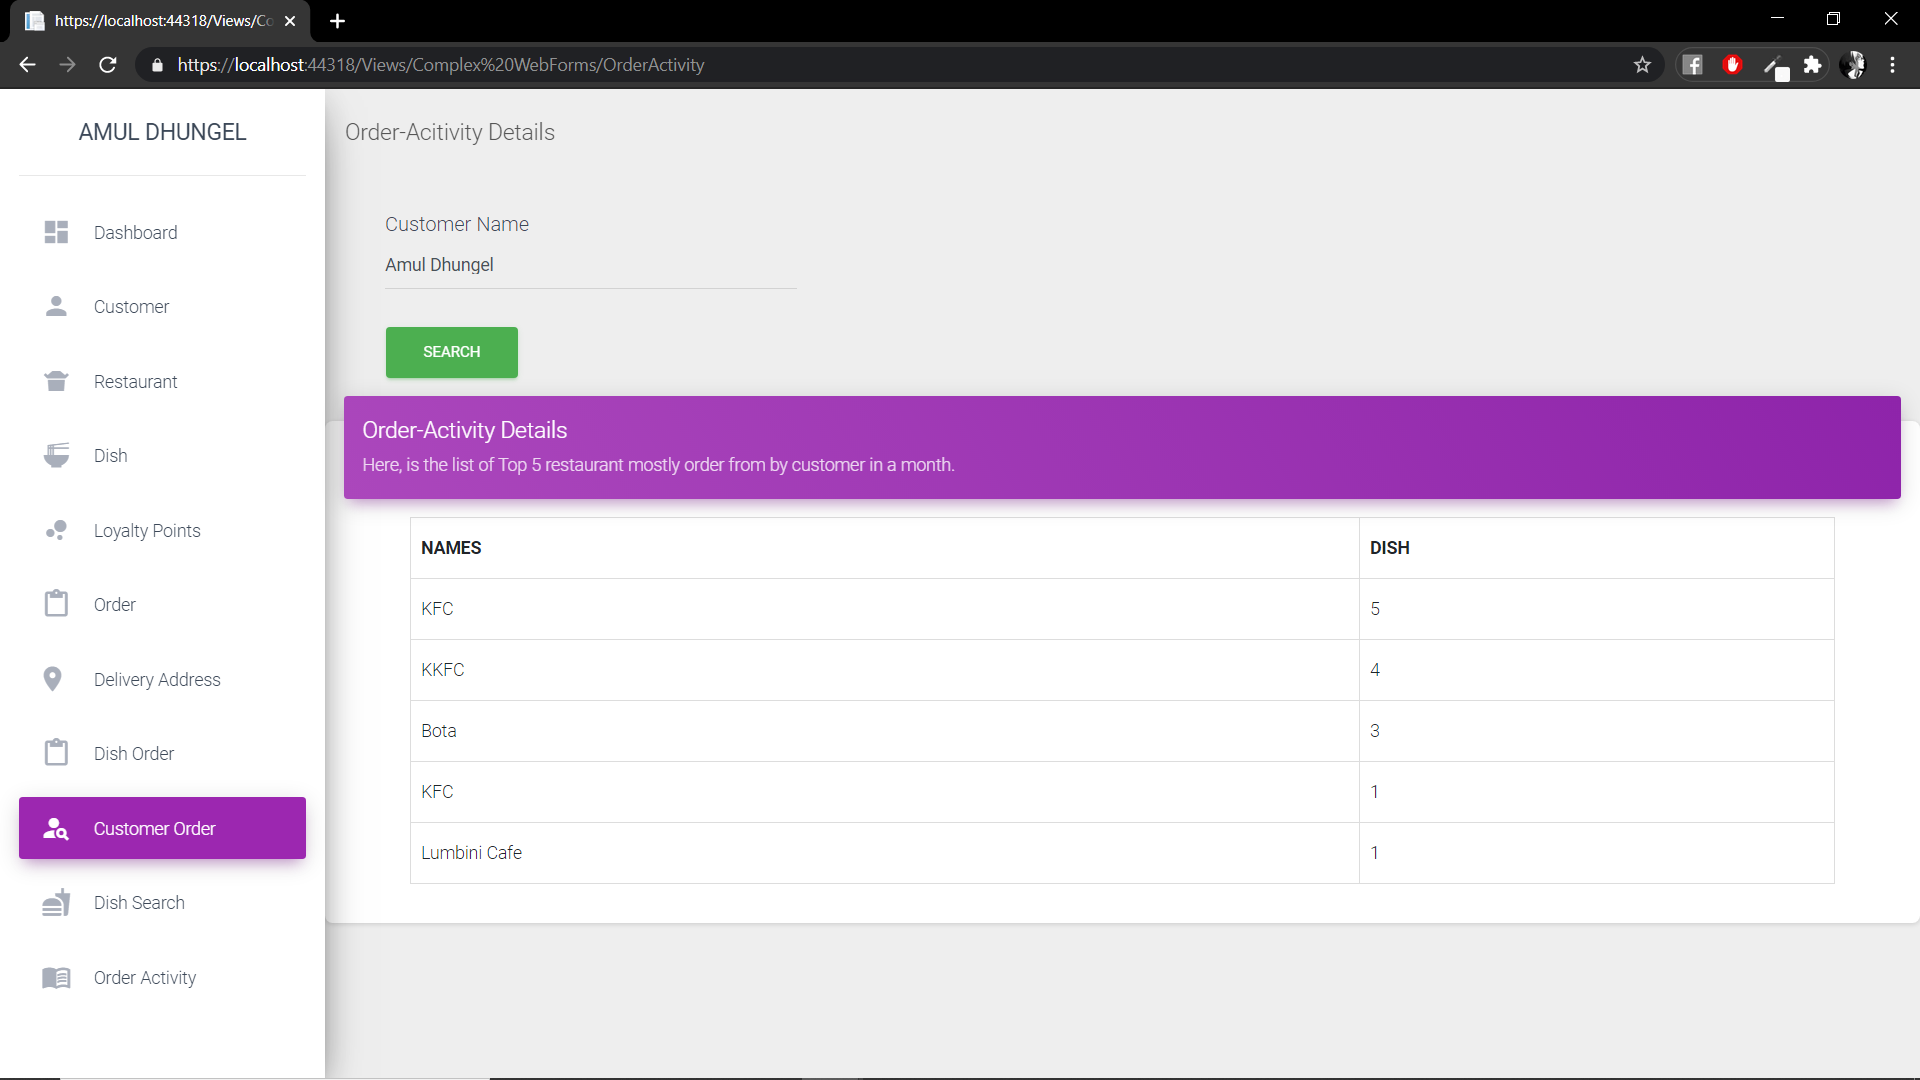 https://localhost:44318/Views/Co
https://localhost:44318/Views/Complex%20WebForms/OrderActivity
AMUL DHUNGEL
Dashboard
Customer
Restaurant
Dish
Loyalty Points
Order
Delivery Address
Dish Order
Customer Order
Dish Search
Order Activity
Order-Acitivity Details
Customer Name
Amul Dhungel
SEARCH
Order-Activity Details
Here, is the list of Top 5 restaurant mostly order from by customer in a month.
NAMES DISH
KFC 5
KKFC 4
Bota 3
KFC 1
Lumbini Cafe 1